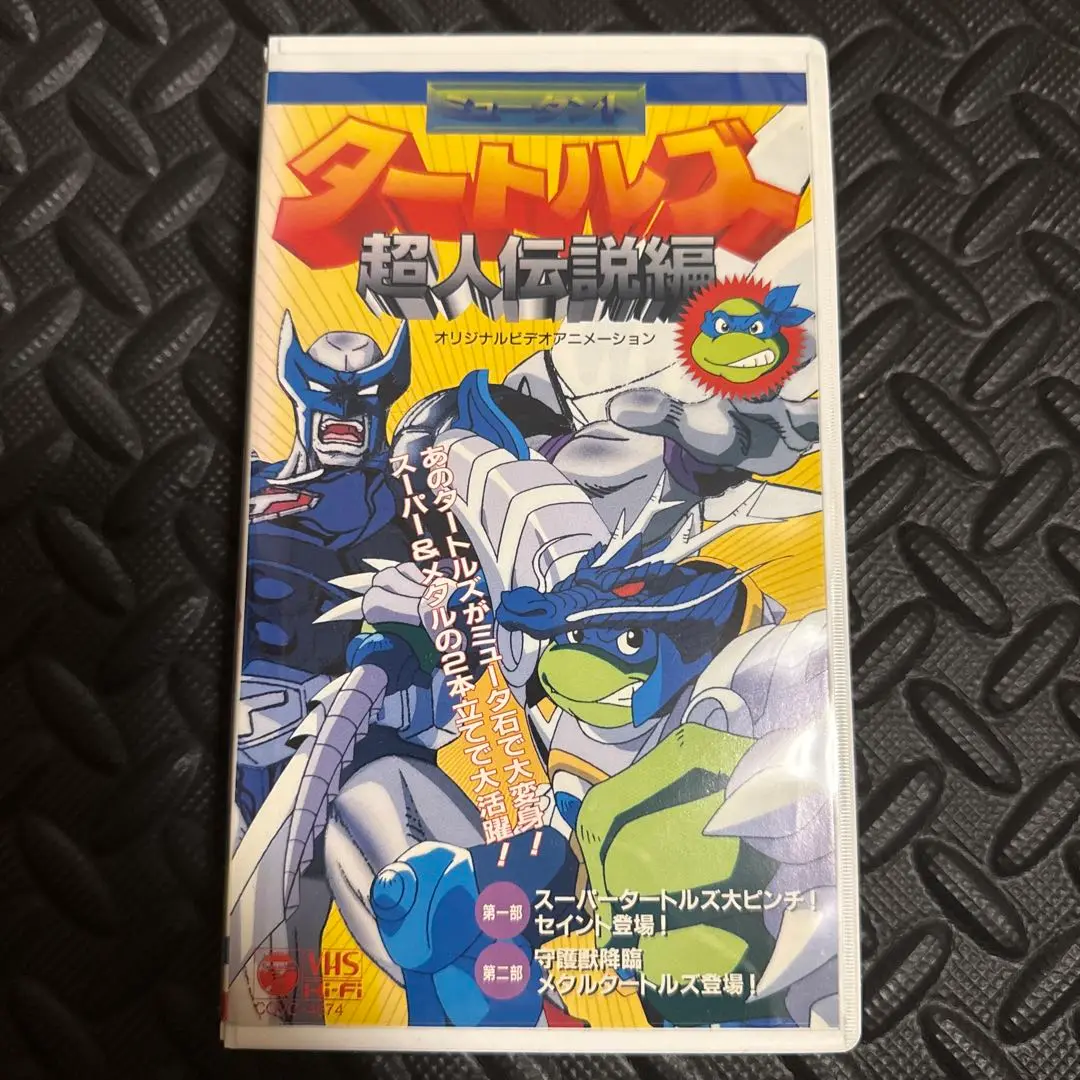 ミュータント
タートルズ
超人伝説編
オリジナルビデオアニメーション
あのタートルズがミュータ石で大変身！
スーパー&メタルの2本立てで大活躍！
第一部
スーパータートルズ大ピンチ！
セイント登場！
第二部
守護獣降臨
メタルタートルズ登場！
VHS
Hi-Fi